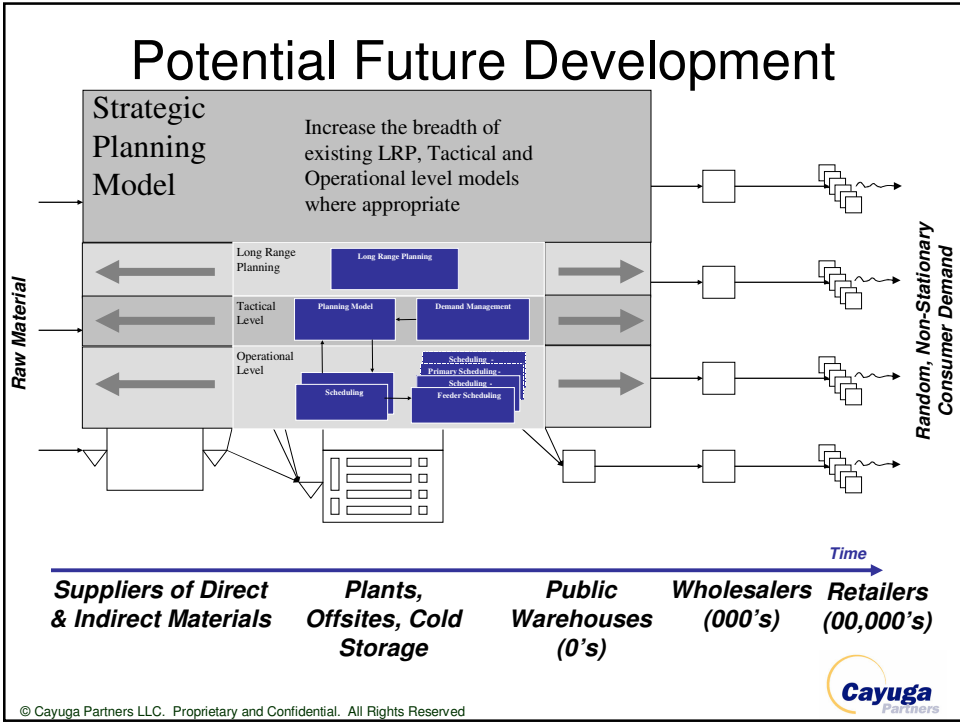 Potential Future Development
Strategic
Planning
Model
Increase the breadth of
existing LRP, Tactical and
Operational level models
where appropriate
Long Range
Planning
Long Range Planning
Tactical
Level
Planning Model
Demand Management
Operational
Level
Scheduling
Scheduling -
Primary Scheduling -
Scheduling -
Feeder Scheduling
Raw Material
Random, Non-Stationary
Consumer Demand
Time
Suppliers of Direct
& Indirect Materials
Plants,
Offsites, Cold
Storage
Public
Warehouses
(0's)
Wholesalers
(000's)
Retailers
(00,000's)
© Cayuga Partners LLC. Proprietary and Confidential. All Rights Reserved
Cayuga
Partners